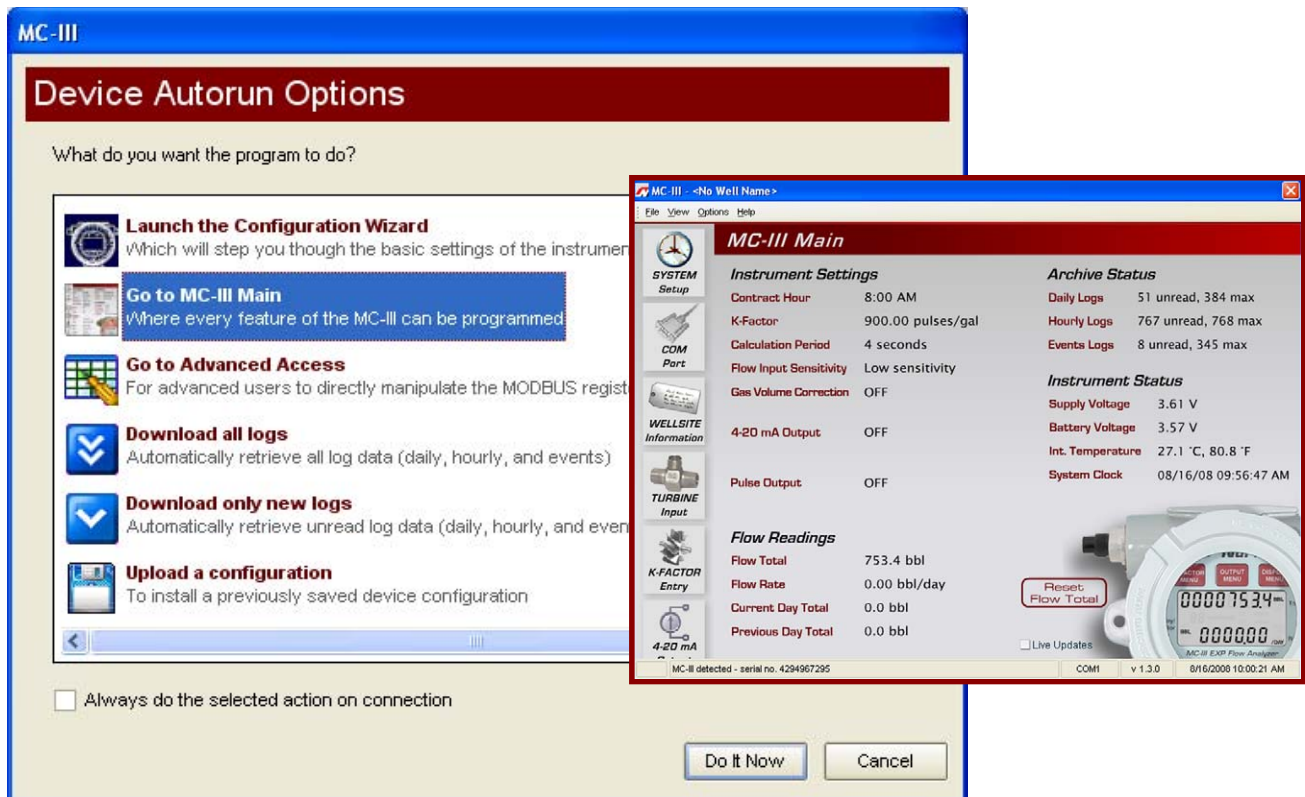 MC-III
Device Autorun Options
What do you want the program to do?
Launch the Configuration Wizard
Which will step you though the basic settings of the instrumen
Go to MC-III Main
Where every feature of the MC-III can be programmed
Go to Advanced Access
For advanced users to directly manipulate the MODBUS regist
Download all logs
Automatically retrieve all log data (daily, hourly, and events)
Download only new logs
Automatically retrieve unread log data (daily, hourly, and even
Upload a configuration
To install a previously saved device configuration
Always do the selected action on connection
Do It Now
Cancel
MC-III - <No Well Name>
File View Options Help
MC-III Main
SYSTEM
Setup
COM
Port
WELLSITE
Information
TURBINE
Input
K-FACTOR
Entry
4-20 mA
Instrument Settings
Contract Hour 8:00 AM
K-Factor 900.00 pulses/gal
Calculation Period 4 seconds
Flow Input Sensitivity Low sensitivity
Gas Volume Correction OFF
4-20 mA Output OFF
Pulse Output OFF
Flow Readings
Flow Total 753.4 bbl
Flow Rate 0.00 bbl/day
Current Day Total 0.0 bbl
Previous Day Total 0.0 bbl
Archive Status
Daily Logs 51 unread, 384 max
Hourly Logs 767 unread, 768 max
Events Logs 8 unread, 345 max
Instrument Status
Supply Voltage 3.61 V
Battery Voltage 3.57 V
Int. Temperature 27.1 °C, 80.8 °F
System Clock 08/16/08 09:56:47 AM
Reset
Flow Total
Live Updates
OUTPUT
MENU
MENU
MENU
0000753.4
0000.00
MC-III EXP Flow Analyzer
MC-III detected - serial no. 4294967295
COM1
v 1.3.0
8/16/2008 10:00:21 AM